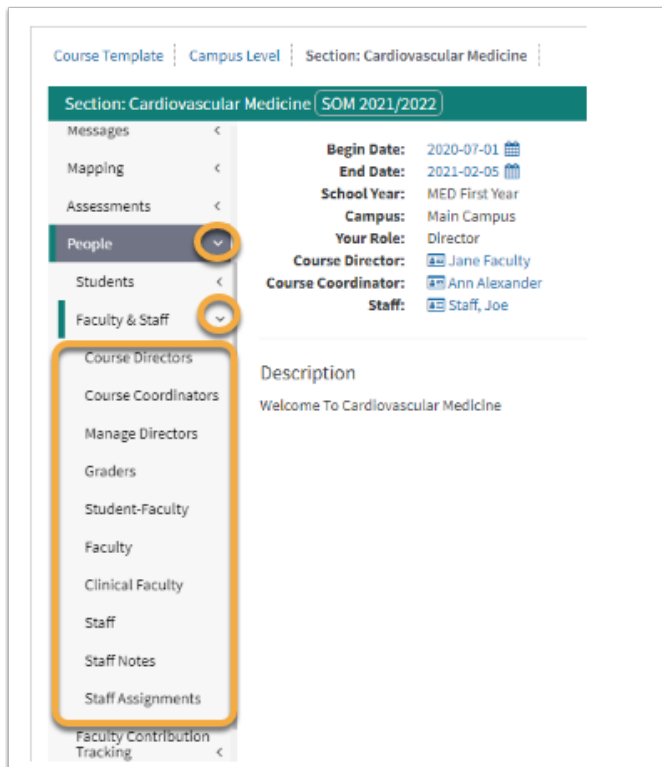 Course Template Campus Level Section: Cardiovascular Medicine
Section: Cardiovascular Medicine SOM 2021/2022
Messages
Mapping
Assessments
People
Students
Faculty & Staff
Course Directors
Course Coordinators
Manage Directors
Graders
Student-Faculty
Faculty
Clinical Faculty
Staff
Staff Notes
Staff Assignments
Faculty Contribution
Tracking
Begin Date: 2020-07-01
End Date: 2021-02-05
School Year: MED First Year
Campus: Main Campus
Your Role: Director
Course Director: Jane Faculty
Course Coordinator: Ann Alexander
Staff: Staff, Joe
Description
Welcome To Cardiovascular Medicine